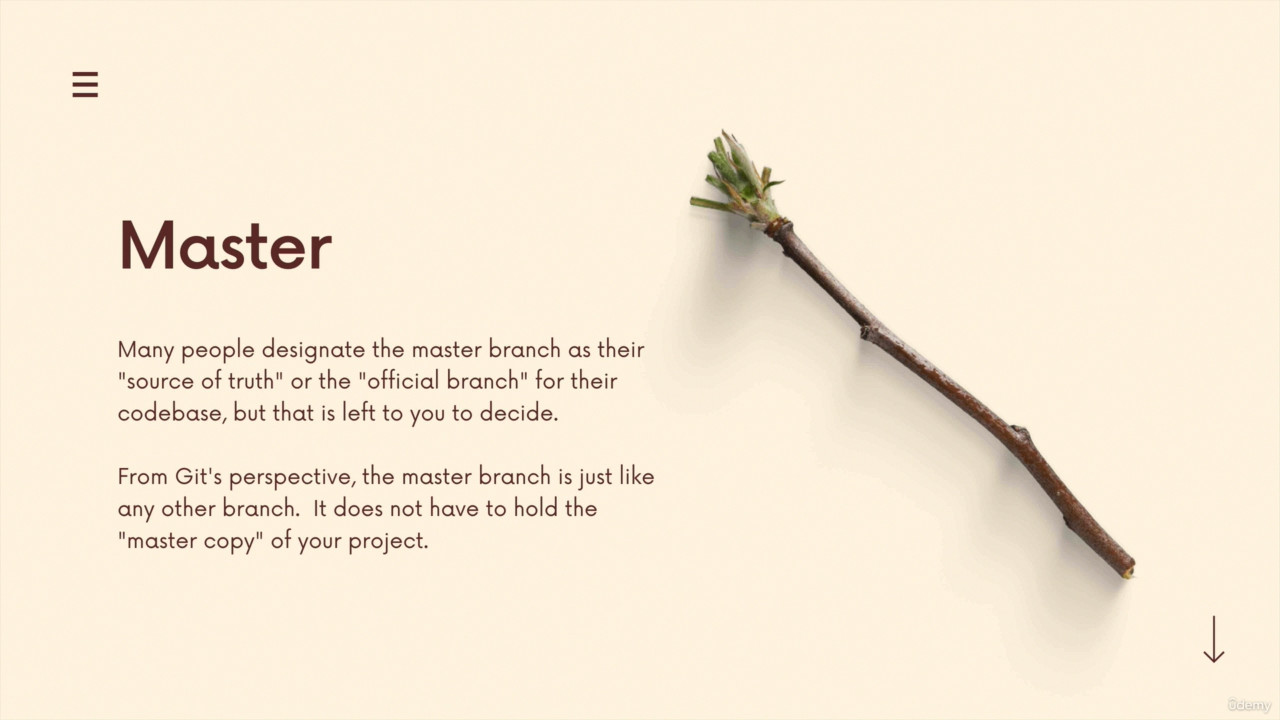 Master
Many people designate the master branch as their
"source of truth" or the "official branch" for their
codebase, but that is left to you to decide.
From Git's perspective, the master branch is just like
any other branch.  It does not have to hold the
"master copy" of your project.
ûdemy